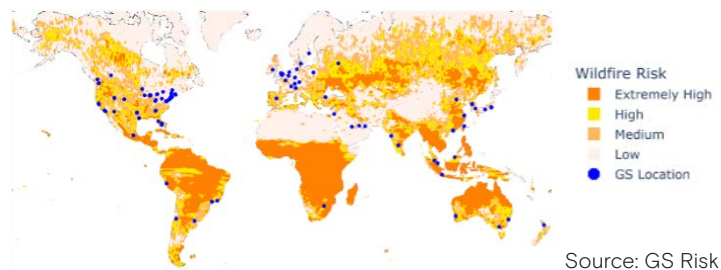 Wildfire Risk
Extremely High
High
Medium
Low
GS Location
Source: GS Risk